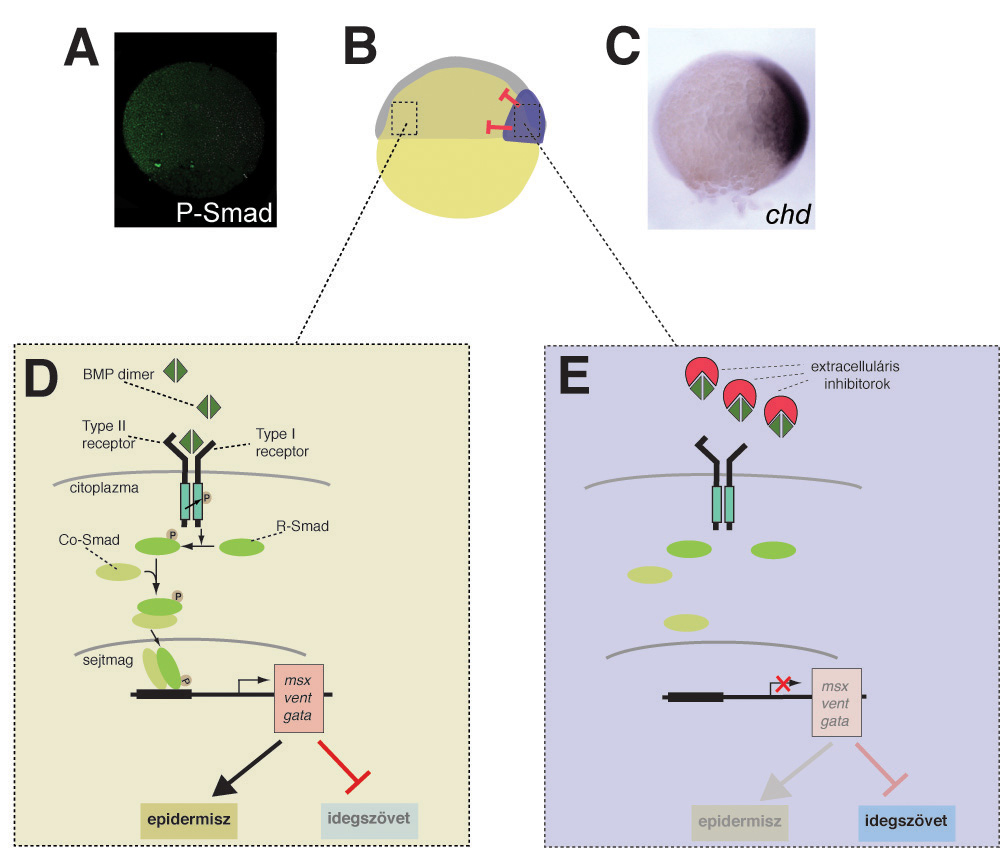 A
P-Smad
B
C
chd
D
BMP dimer
Type II
receptor
Type I
receptor
citoplazma
P
P
R-Smad
Co-Smad
P
sejtmag
P
msx
vent
gata
epidermisz
idegszövet
E
extracelluláris
inhibitorok
msx
vent
gata
epidermisz
idegszövet